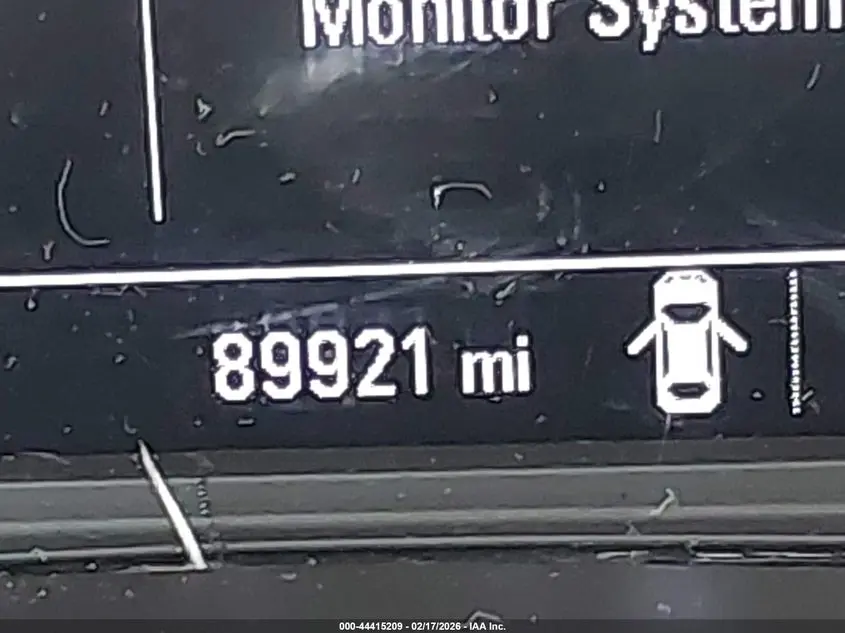 Monitor System
89921 mi
000-44415209 - 02/17/2026 - IAA Inc.